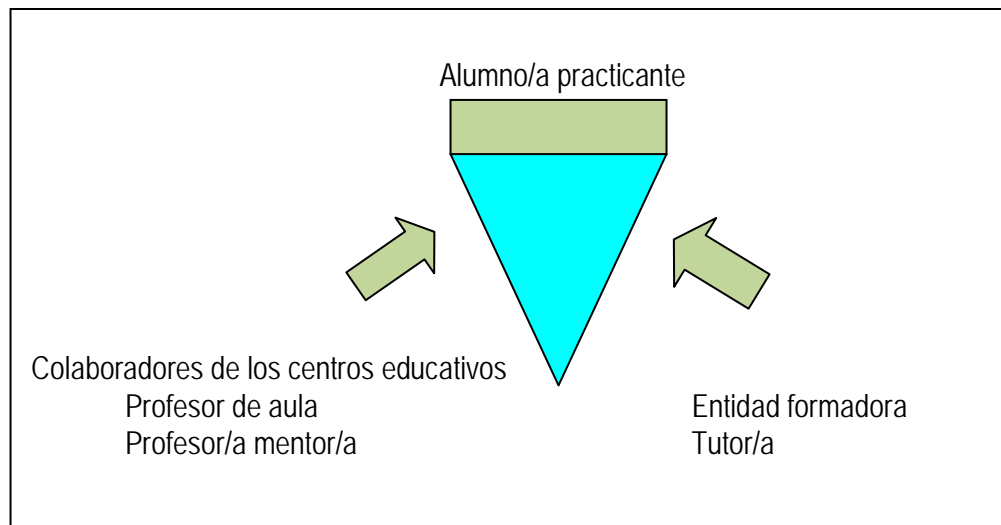 Alumno/a practicante
Colaboradores de los centros educativos
Profesor de aula
Profesor/a mentor/a
Entidad formadora
Tutor/a